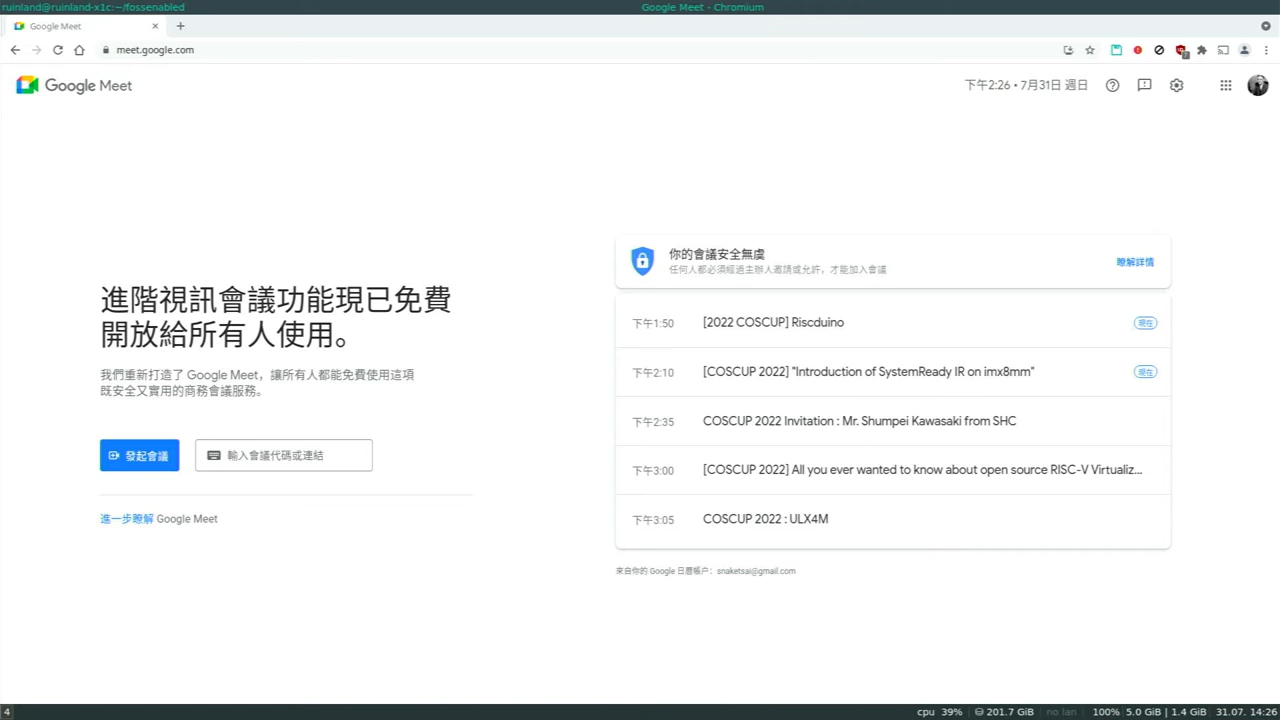 ruinland@ruinland-x1c:~/fossenabled
Google Meet - Chromium
Google Meet
meet.google.com
Google Meet
下午2:26 • 7月31日 週日
你的會議安全無虞
任何人都必須經過主辦人邀請或允許，才能加入會議
瞭解詳情
進階視訊會議功能現已免費
開放給所有人使用。
我們重新打造了 Google Meet，讓所有人都能免費使用這項
既安全又實用的商務會議服務。
發起會議
輸入會議代碼或連結
進一步瞭解 Google Meet
下午1:50 [2022 COSCUP] Riscduino 現在
下午2:10 [COSCUP 2022] "Introduction of SystemReady IR on imx8mm" 現在
下午2:35 COSCUP 2022 Invitation : Mr. Shumpei Kawasaki from SHC
下午3:00 [COSCUP 2022] All you ever wanted to know about open source RISC-V Virtualiz...
下午3:05 COSCUP 2022 : ULX4M
來自你的 Google 日曆帳戶：snaketsai@gmail.com
4
cpu 39% 201.7 GiB no lan 100% 5.0 GiB | 1.4 GiB 31.07. 14:26